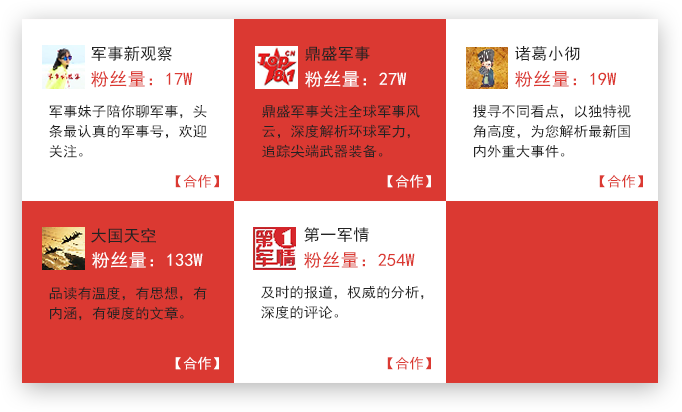 军事新观察
粉丝量：17W
军事妹子陪你聊军事，头
条最认真的军事号，欢迎
关注。
【合作】
TOP
CN
81
鼎盛军事
粉丝量：27W
鼎盛军事关注全球军事风
云，深度解析环球军力，
追踪尖端武器装备。
【合作】
诸葛小彻
粉丝量：19W
搜寻不同看点，以独特视
角高度，为您解析最新国
内外重大事件。
【合作】
大国天空
粉丝量：133W
品读有温度，有思想，有
内涵，有硬度的文章。
【合作】
第1
军情
第一军情
粉丝量：254W
及时的报道，权威的分析，
深度的评论。
【合作】